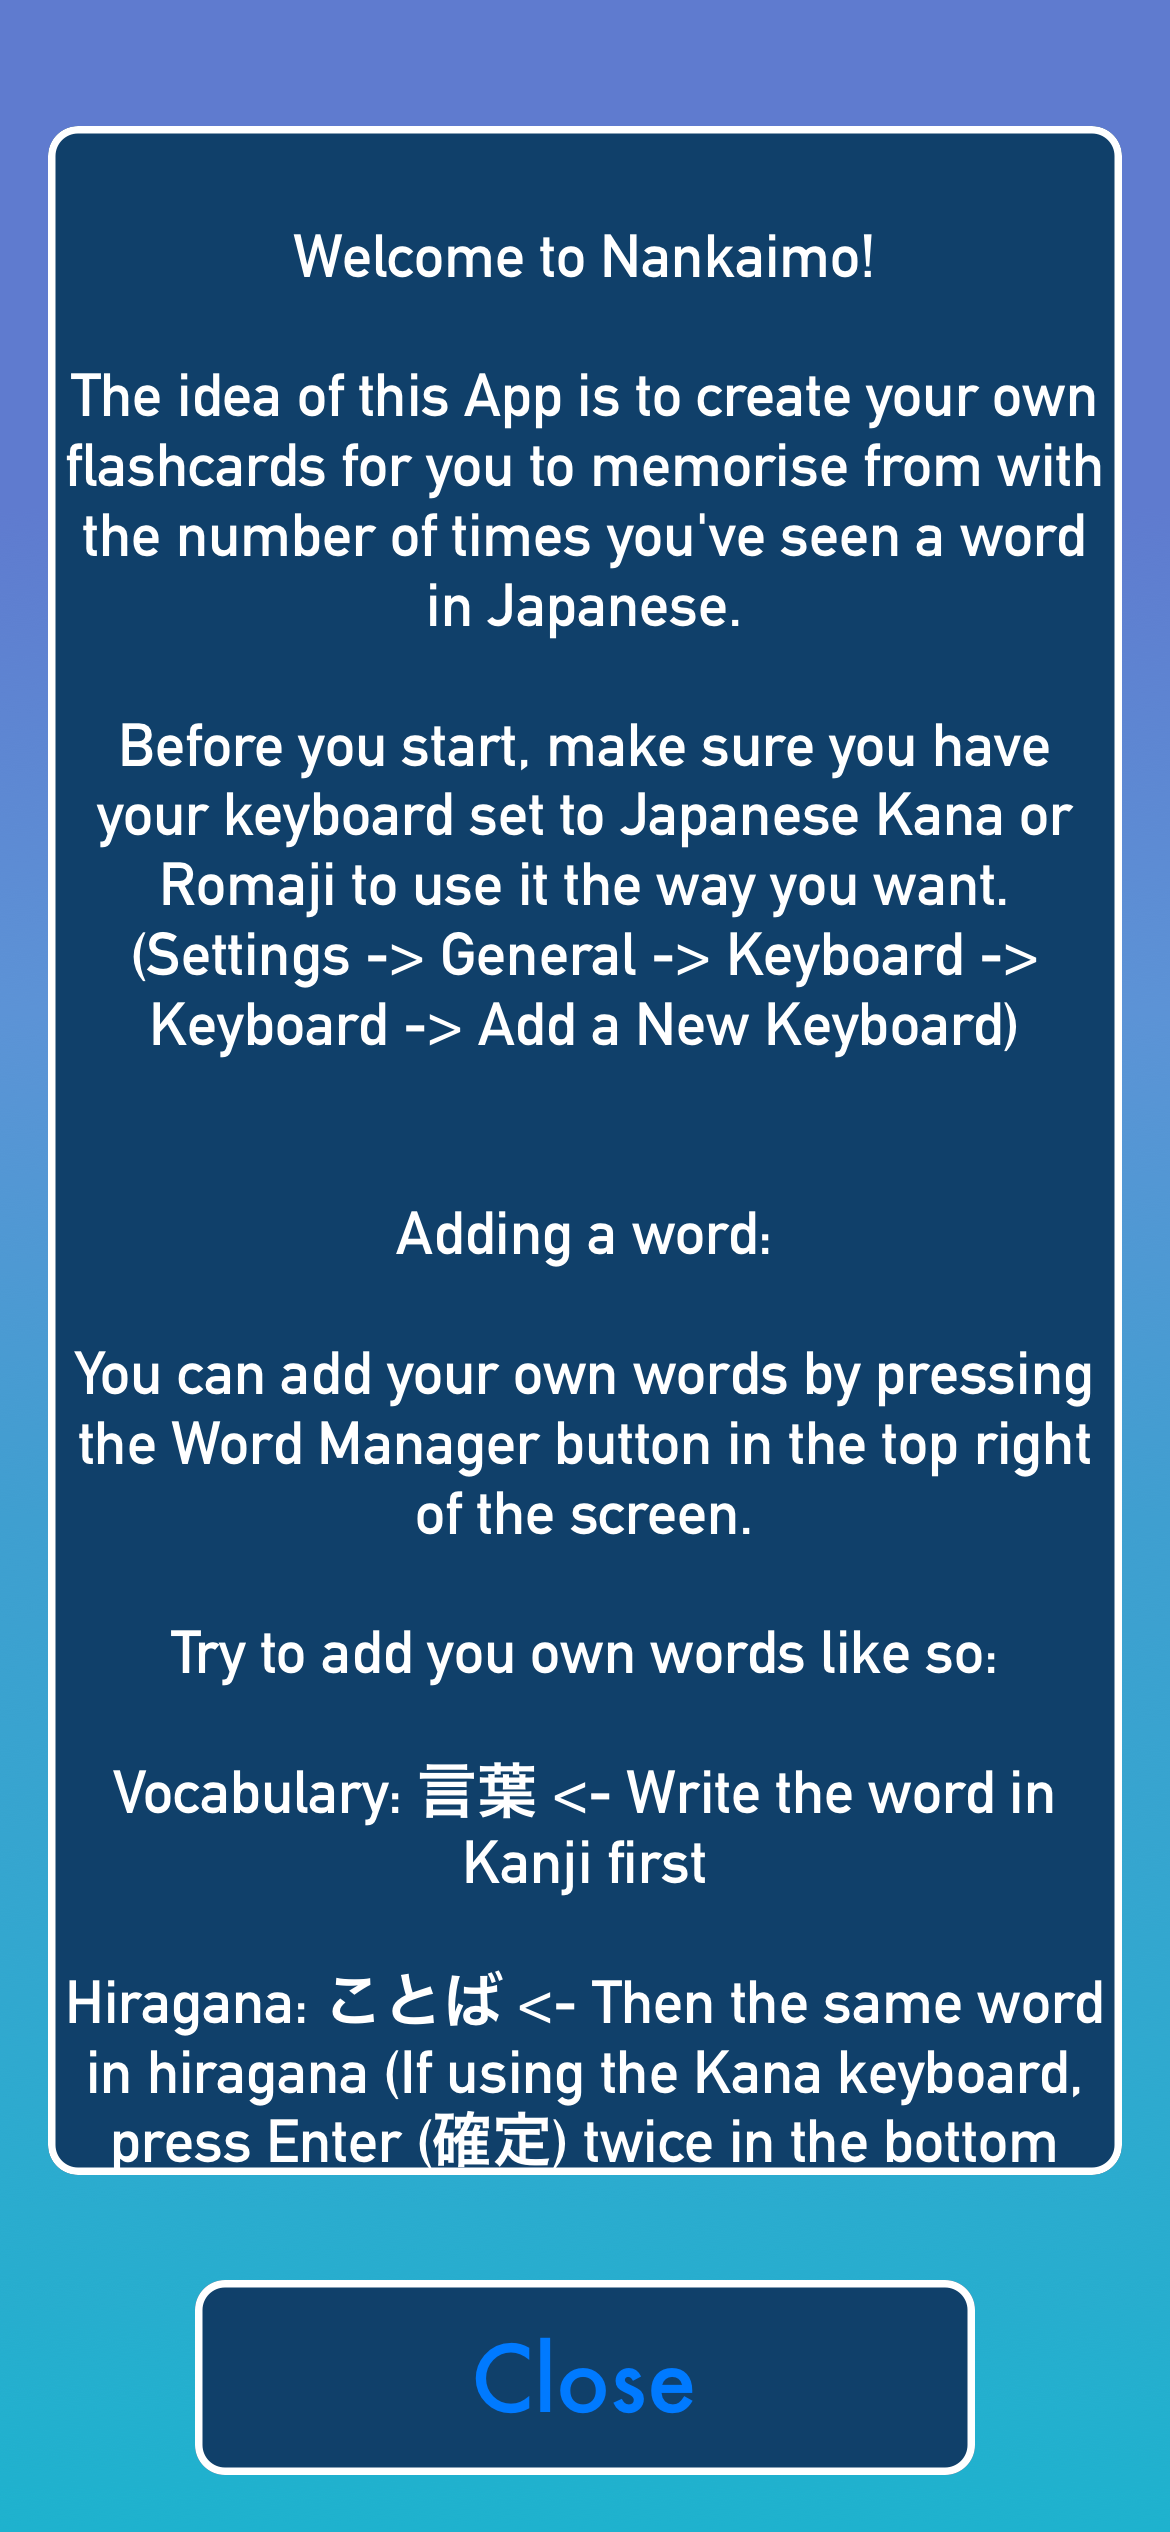 Welcome to Nankaimo!
The idea of this App is to create your own
flashcards for you to memorise from with
the number of times you've seen a word
in Japanese.
Before you start, make sure you have
your keyboard set to Japanese Kana or
Romaji to use it the way you want.
(Settings -> General -> Keyboard ->
Keyboard -> Add a New Keyboard)
Adding a word:
You can add your own words by pressing
the Word Manager button in the top right
of the screen.
Try to add you own words like so:
Vocabulary: 言葉 <- Write the word in
Kanji first
Hiragana: ことば <- Then the same word
in hiragana (If using the Kana keyboard,
press Enter (確定) twice in the bottom
Close